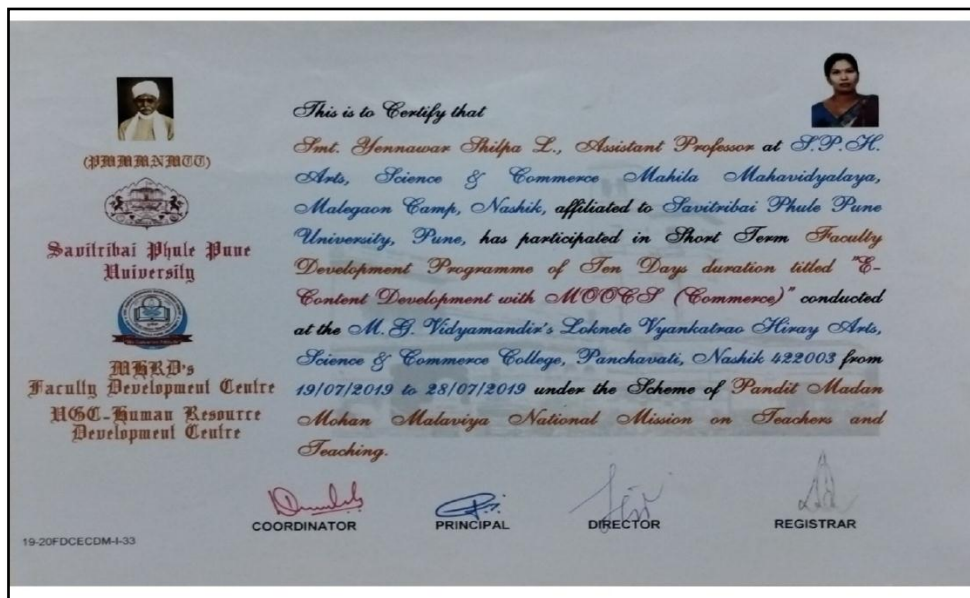 (PMMMNMTT)
Savitribai Phule Pune
University
MHRD's
Faculty Development Centre
UGC-Human Resource
Development Centre
This is to Certify that
Smt. Yennawar Shilpa L., Assistant Professor at S.P.H.
Arts, Science & Commerce Mahila Mahavidyalaya,
Malegaon Camp, Nashik, affiliated to Savitribai Phule Pune
University, Pune, has participated in Short Term Faculty
Development Programme of Ten Days duration titled "E-
Content Development with MOOCS (Commerce)" conducted
at the M. G. Vidyamandir's Loknete Vyankatrao Hiray Arts,
Science & Commerce College, Panchavati, Nashik 422003 from
19/07/2019 to 28/07/2019 under the Scheme of Pandit Madan
Mohan Malaviya National Mission on Teachers and
Teaching.
COORDINATOR PRINCIPAL DIRECTOR REGISTRAR
19-20FDCECDM-I-33